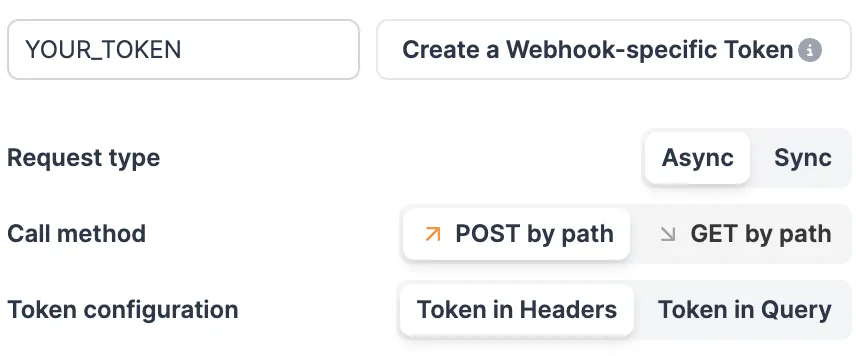 YOUR_TOKEN Create a Webhook-specific Token
Request type Async Sync
Call method POST by path GET by path
Token configuration Token in Headers Token in Query